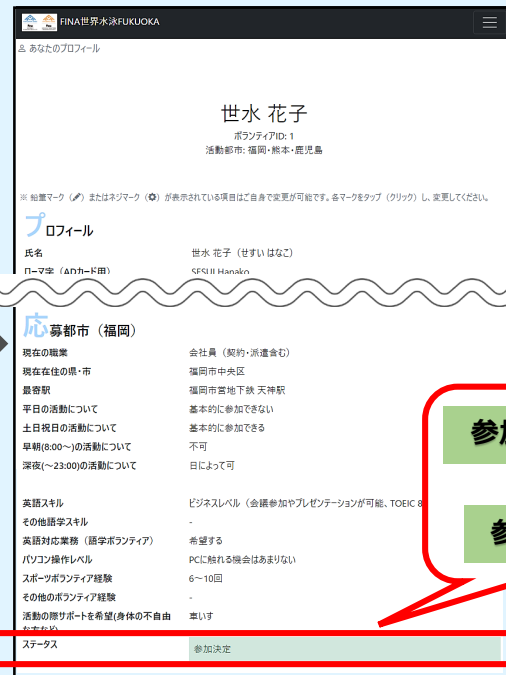 FINA世界水泳FUKUOKA
あなたのプロフィール
世水 花子
ボランティアID: 1
活動都市: 福岡・熊本・鹿児島
※ 鉛筆マーク（）またはネジマーク（）が表示されている項目はご自身で変更が可能です。各マークをタップ（クリック）し、変更してください。
プロフィール
氏名 世水 花子（せすい はなこ）
ローマ字（ADカード用） SESUI Hanako
応募都市（福岡）
現在の職業 会社員（契約・派遣含む）
現在在住の県・市 福岡市中央区
最寄駅 福岡市営地下鉄 天神駅
平日の活動について 基本的に参加できない
土日祝日の活動について 基本的に参加できる
早朝(8:00～)の活動について 不可
深夜(～23:00)の活動について 日によって可
英語スキル ビジネスレベル（会議参加やプレゼンテーションが可能、TOEIC 8
その他語学スキル -
英語対応業務（語学ボランティア） 希望する
パソコン操作レベル PCに触れる機会はあまりない
スポーツボランティア経験 6～10回
その他のボランティア経験 -
活動の際サポートを希望(身体の不自由 車いす
な方など)
ステータス 参加決定
参加
参